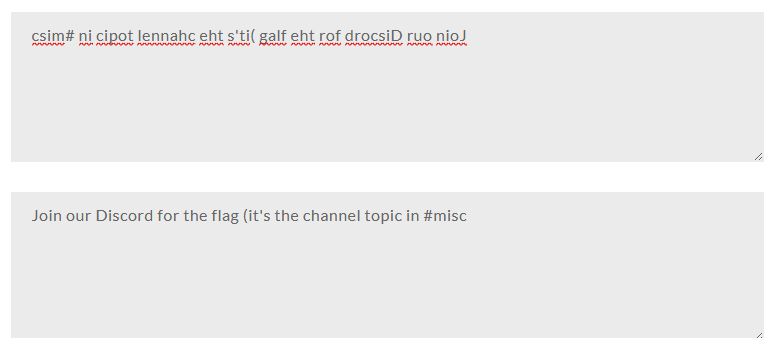 csim# ni cipot lennahc eht s'ti( galf eht rof drocsiD ruo nioJ
Join our Discord for the flag (it's the channel topic in #misc